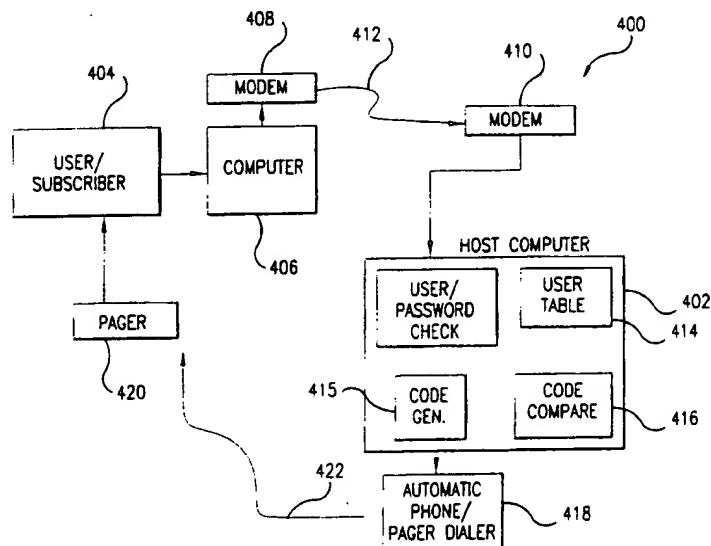 408
412
410
400
404
MODEM
MODEM
USER/
SUBSCRIBER
COMPUTER
406
HOST COMPUTER
USER/
PASSWORD
CHECK
USER
TABLE
402
414
PAGER
420
415
CODE
GEN.
CODE
COMPARE
416
422
AUTOMATIC
PHONE/
PAGER DIALER
418